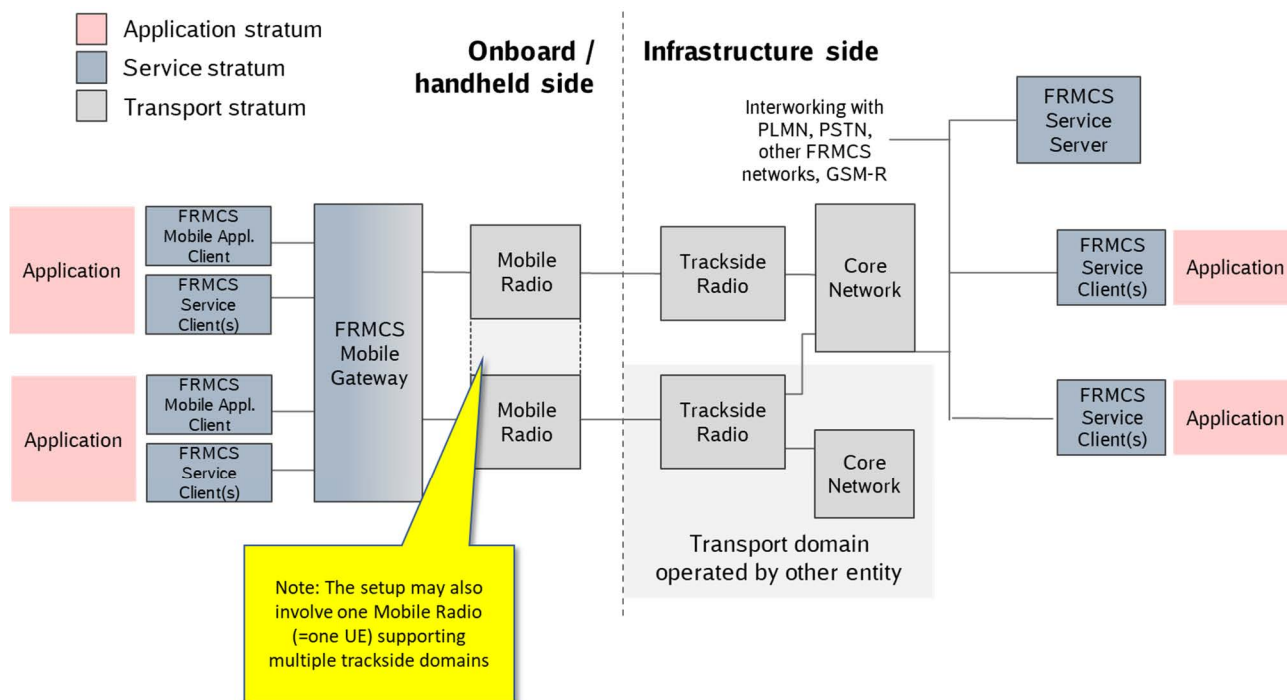 Application stratum
Service stratum
Transport stratum
Onboard /
handheld side
Infrastructure side
Interworking with
PLMN, PSTN,
other FRMCS
networks, GSM-R
FRMCS
Service
Server
Application
FRMCS
Mobile Appl.
Client
FRMCS
Service
Client(s)
FRMCS
Mobile
Gateway
Mobile
Radio
Trackside
Radio
Core
Network
FRMCS
Service
Client(s)
Application
Application
FRMCS
Mobile Appl.
Client
FRMCS
Service
Client(s)
Mobile
Radio
Trackside
Radio
Core
Network
FRMCS
Service
Client(s)
Application
Transport domain
operated by other entity
Note: The setup may also
involve one Mobile Radio
(=one UE) supporting
multiple trackside domains